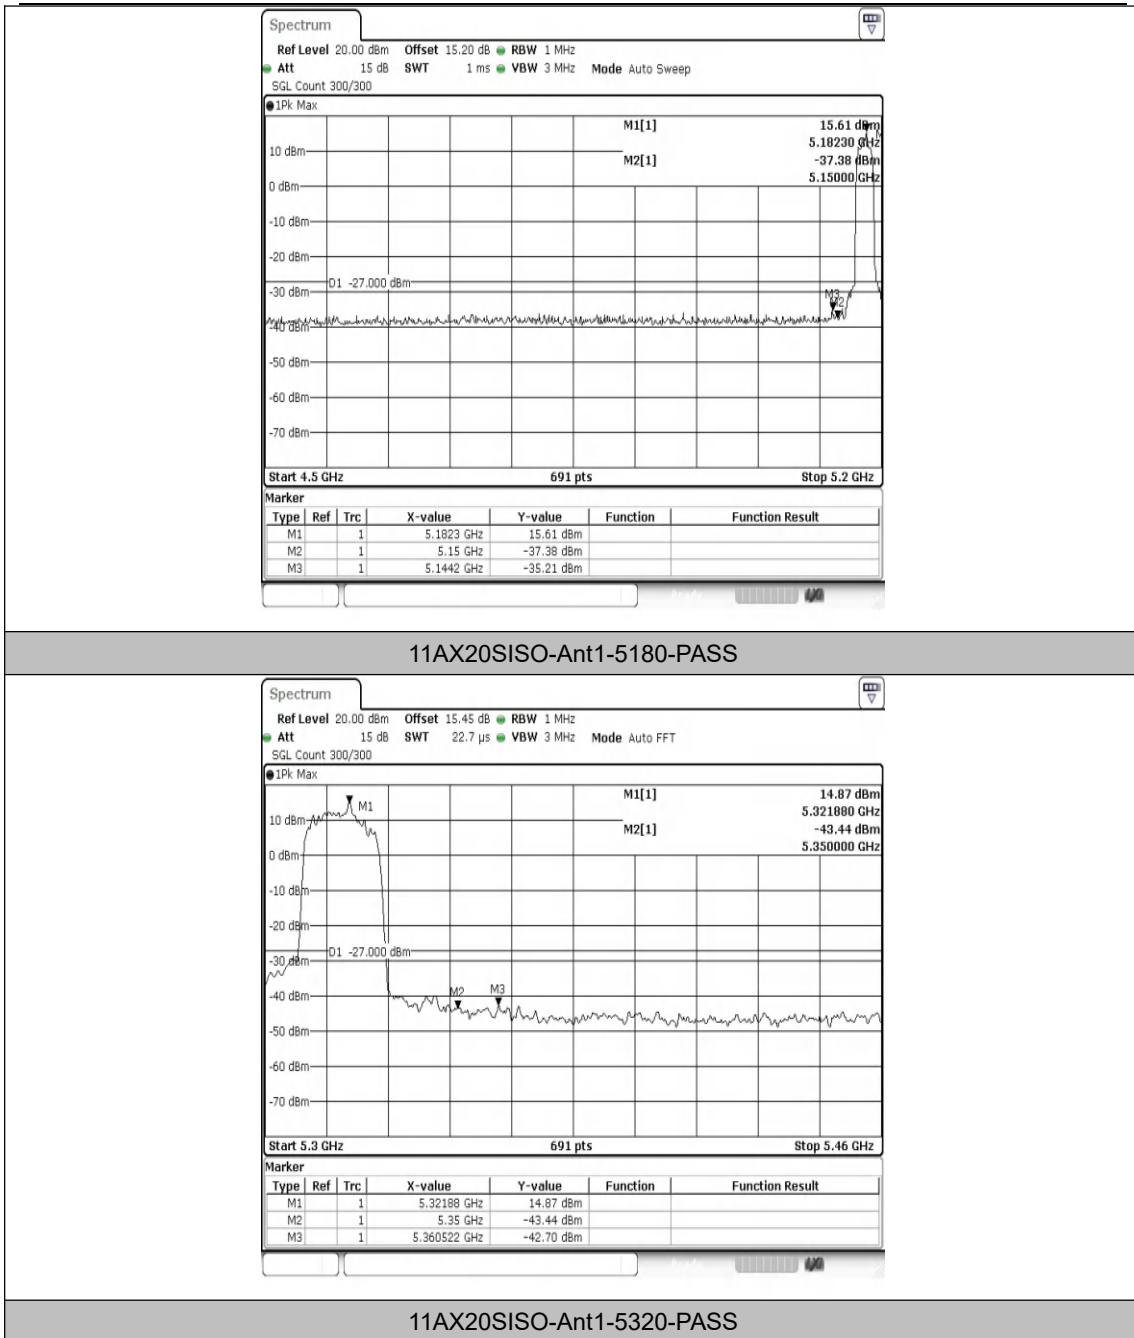 Spectrum
Ref Level 20.00 dBm Offset 15.20 dB RBW 1 MHz
Att 15 dB SWT 1 ms VBW 3 MHz Mode Auto Sweep
SGL Count 300/300
1Pk Max
M1[1] 15.61 dBm
5.18230 GHz
M2[1] -37.38 dBm
5.15000 GHz
10 dBm
0 dBm
-10 dBm
-20 dBm
D1 -27.000 dBm
-30 dBm
M3
M2
-40 dBm
-50 dBm
-60 dBm
-70 dBm
Start 4.5 GHz 691 pts Stop 5.2 GHz
Marker
Type Ref Trc X-value Y-value Function Function Result
M1 1 5.1823 GHz 15.61 dBm
M2 1 5.15 GHz -37.38 dBm
M3 1 5.1442 GHz -35.21 dBm
11AX20SISO-Ant1-5180-PASS
Spectrum
Ref Level 20.00 dBm Offset 15.45 dB RBW 1 MHz
Att 15 dB SWT 22.7 µs VBW 3 MHz Mode Auto FFT
SGL Count 300/300
1Pk Max
M1[1] 14.87 dBm
5.321880 GHz
M2[1] -43.44 dBm
5.350000 GHz
M1
10 dBm
0 dBm
-10 dBm
-20 dBm
D1 -27.000 dBm
-30 dBm
M2 M3
-40 dBm
-50 dBm
-60 dBm
-70 dBm
Start 5.3 GHz 691 pts Stop 5.46 GHz
Marker
Type Ref Trc X-value Y-value Function Function Result
M1 1 5.32188 GHz 14.87 dBm
M2 1 5.35 GHz -43.44 dBm
M3 1 5.360522 GHz -42.70 dBm
11AX20SISO-Ant1-5320-PASS